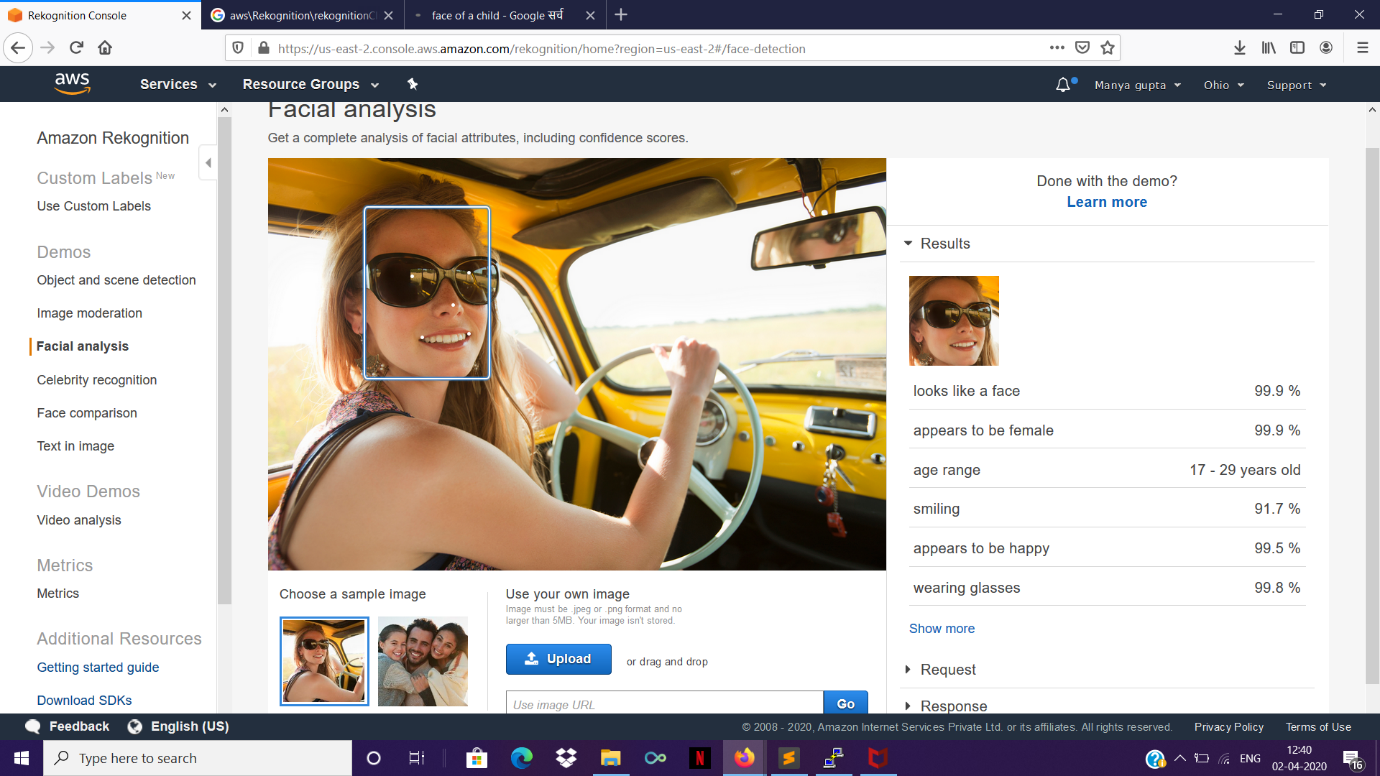 Rekognition Console
aws\Rekognition\rekognitionC
face of a child - Google सर्च
https://us-east-2.console.aws.amazon.com/rekognition/home?region=us-east-2#/face-detection
aws
Services
Resource Groups
Manya gupta
Ohio
Support
Amazon Rekognition
Custom Labels New
Use Custom Labels
Demos
Object and scene detection
Image moderation
Facial analysis
Celebrity recognition
Face comparison
Text in image
Video Demos
Video analysis
Metrics
Metrics
Additional Resources
Getting started guide
Download SDKs
Facial analysis
Get a complete analysis of facial attributes, including confidence scores.
Choose a sample image
Use your own image
Image must be .jpeg or .png format and no
larger than 5MB. Your image isn't stored.
Upload
or drag and drop
Use image URL
Go
Done with the demo?
Learn more
Results
looks like a face 99.9 %
appears to be female 99.9 %
age range 17 - 29 years old
smiling 91.7 %
appears to be happy 99.5 %
wearing glasses 99.8 %
Show more
Request
Response
Feedback
English (US)
© 2008 - 2020, Amazon Internet Services Private Ltd. or its affiliates. All rights reserved.
Privacy Policy
Terms of Use
Type here to search
N
S
ENG
12:40
02-04-2020
16